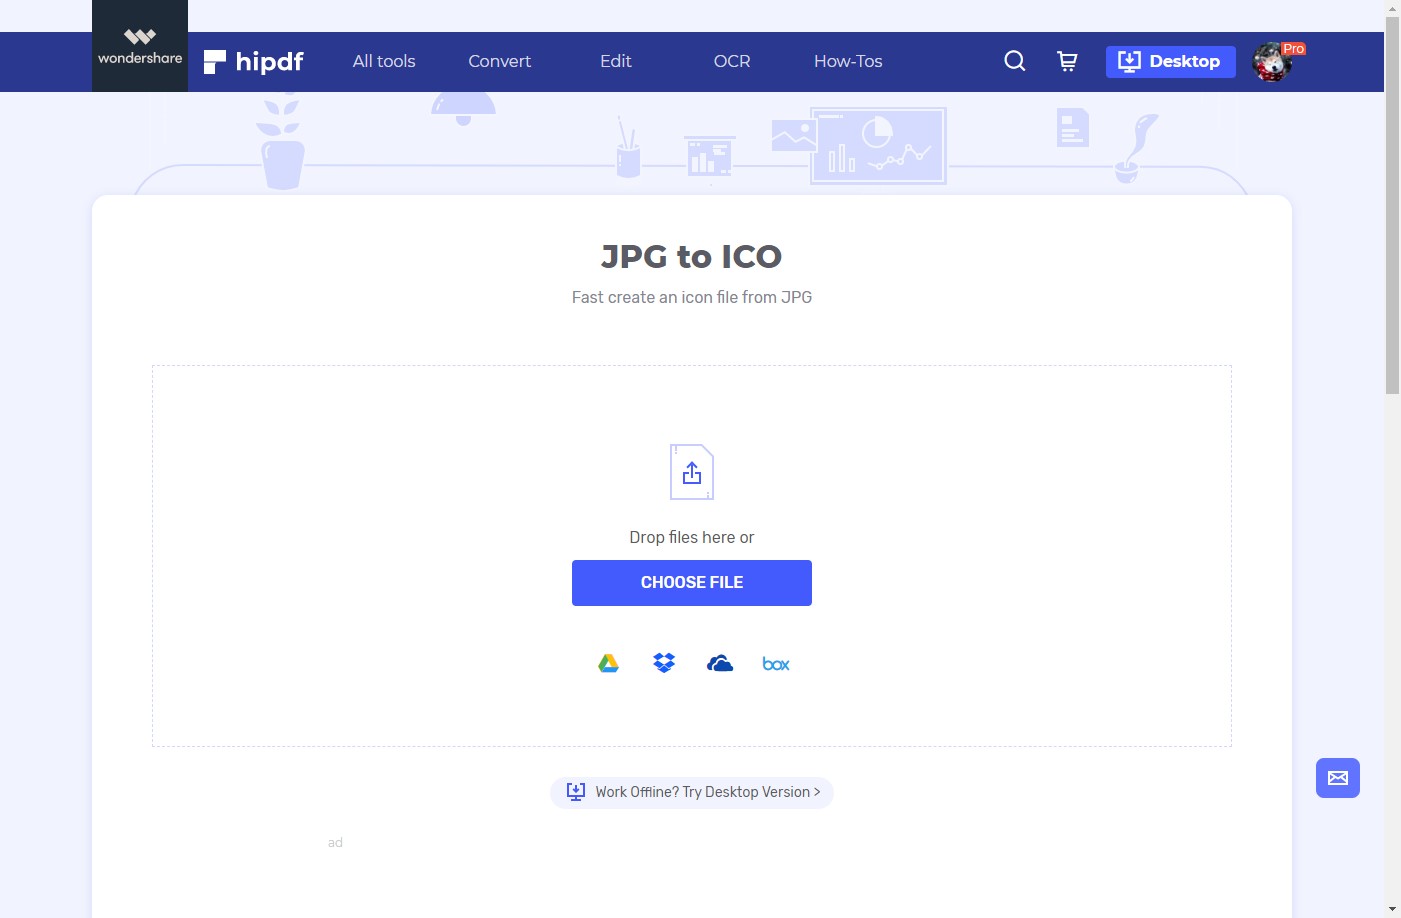 wondershare
hipdf
All tools
Convert
Edit
OCR
How-Tos
Desktop
Pro
JPG to ICO
Fast create an icon file from JPG
Drop files here or
CHOOSE FILE
box
Work Offline? Try Desktop Version >
ad